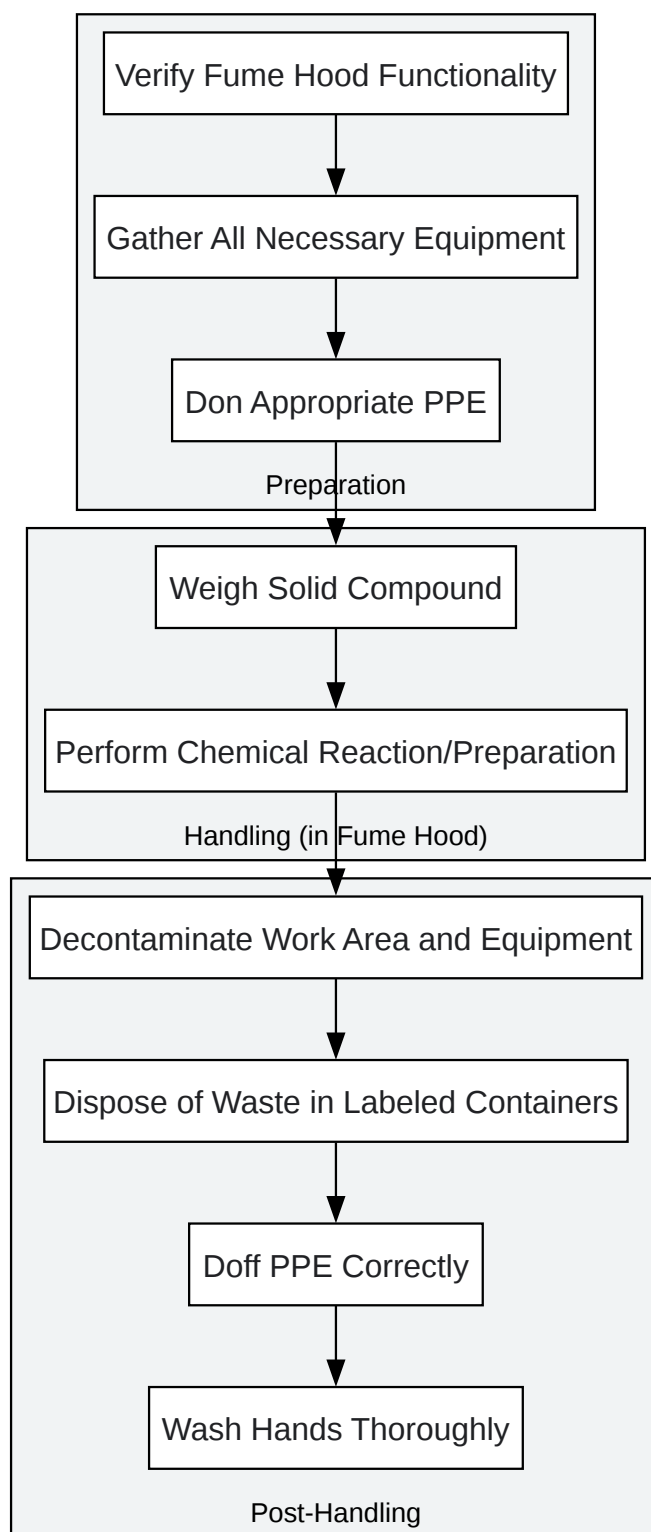 Verify Fume Hood Functionality
Gather All Necessary Equipment
Don Appropriate PPE
Preparation
Weigh Solid Compound
Perform Chemical Reaction/Preparation
Handling (in Fume Hood)
Decontaminate Work Area and Equipment
Dispose of Waste in Labeled Containers
Doff PPE Correctly
Wash Hands Thoroughly
Post-Handling